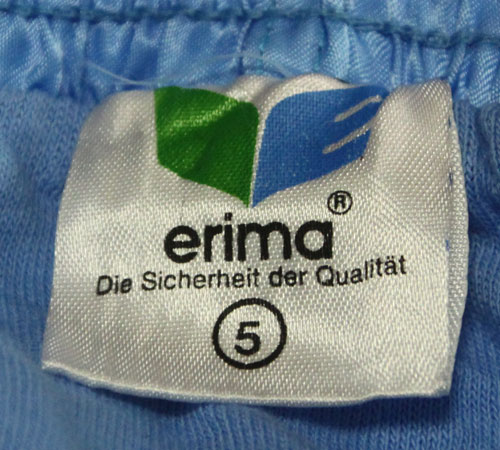 erima®
Die Sicherheit der Qualität
5